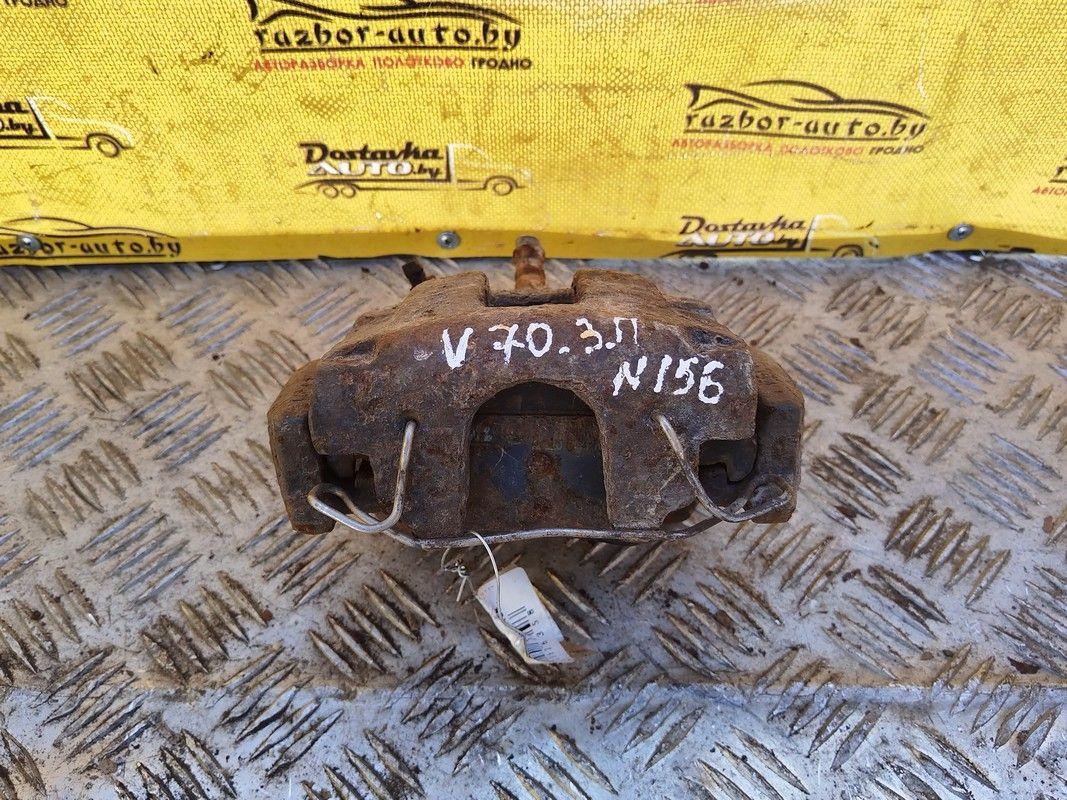 razbor-auto.by
АВТОРАЗБОРКА ПОЛОТКОВО ГРОДНО
ГРОДНО
Dostavka
AUTO.by
razbor-auto.by
АВТОРАЗБОРКА ПОЛОТКОВО ГРОДНО
Dostavka
AUTO.by
-auto.by
V 70. З.П
N156